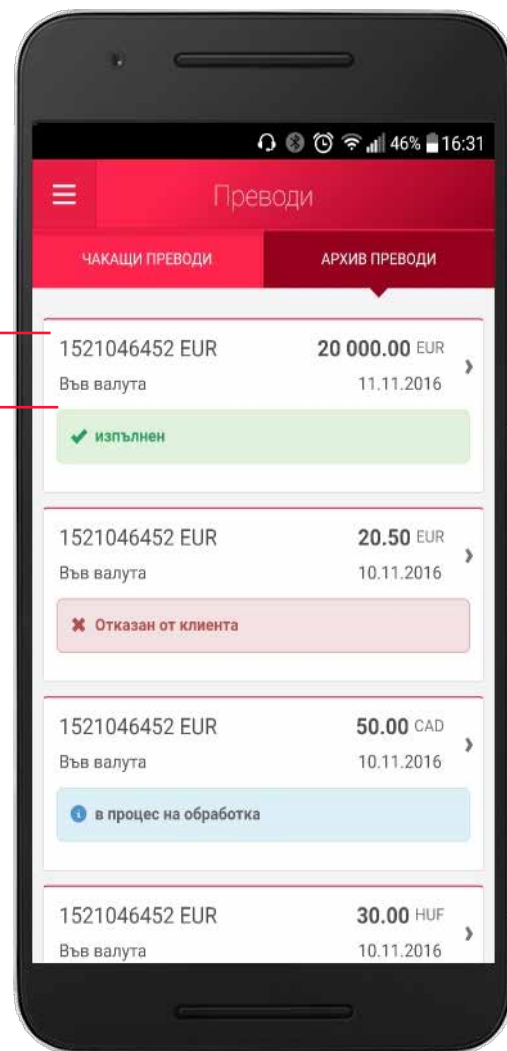 46% 16:31
Преводи
ЧАКАЩИ ПРЕВОДИ АРХИВ ПРЕВОДИ
1521046452 EUR 20 000.00 EUR
Във валута 11.11.2016
изпълнен
1521046452 EUR 20.50 EUR
Във валута 10.11.2016
Отказан от клиента
1521046452 EUR 50.00 CAD
Във валута 10.11.2016
в процес на обработка
1521046452 EUR 30.00 HUF
Във валута 10.11.2016